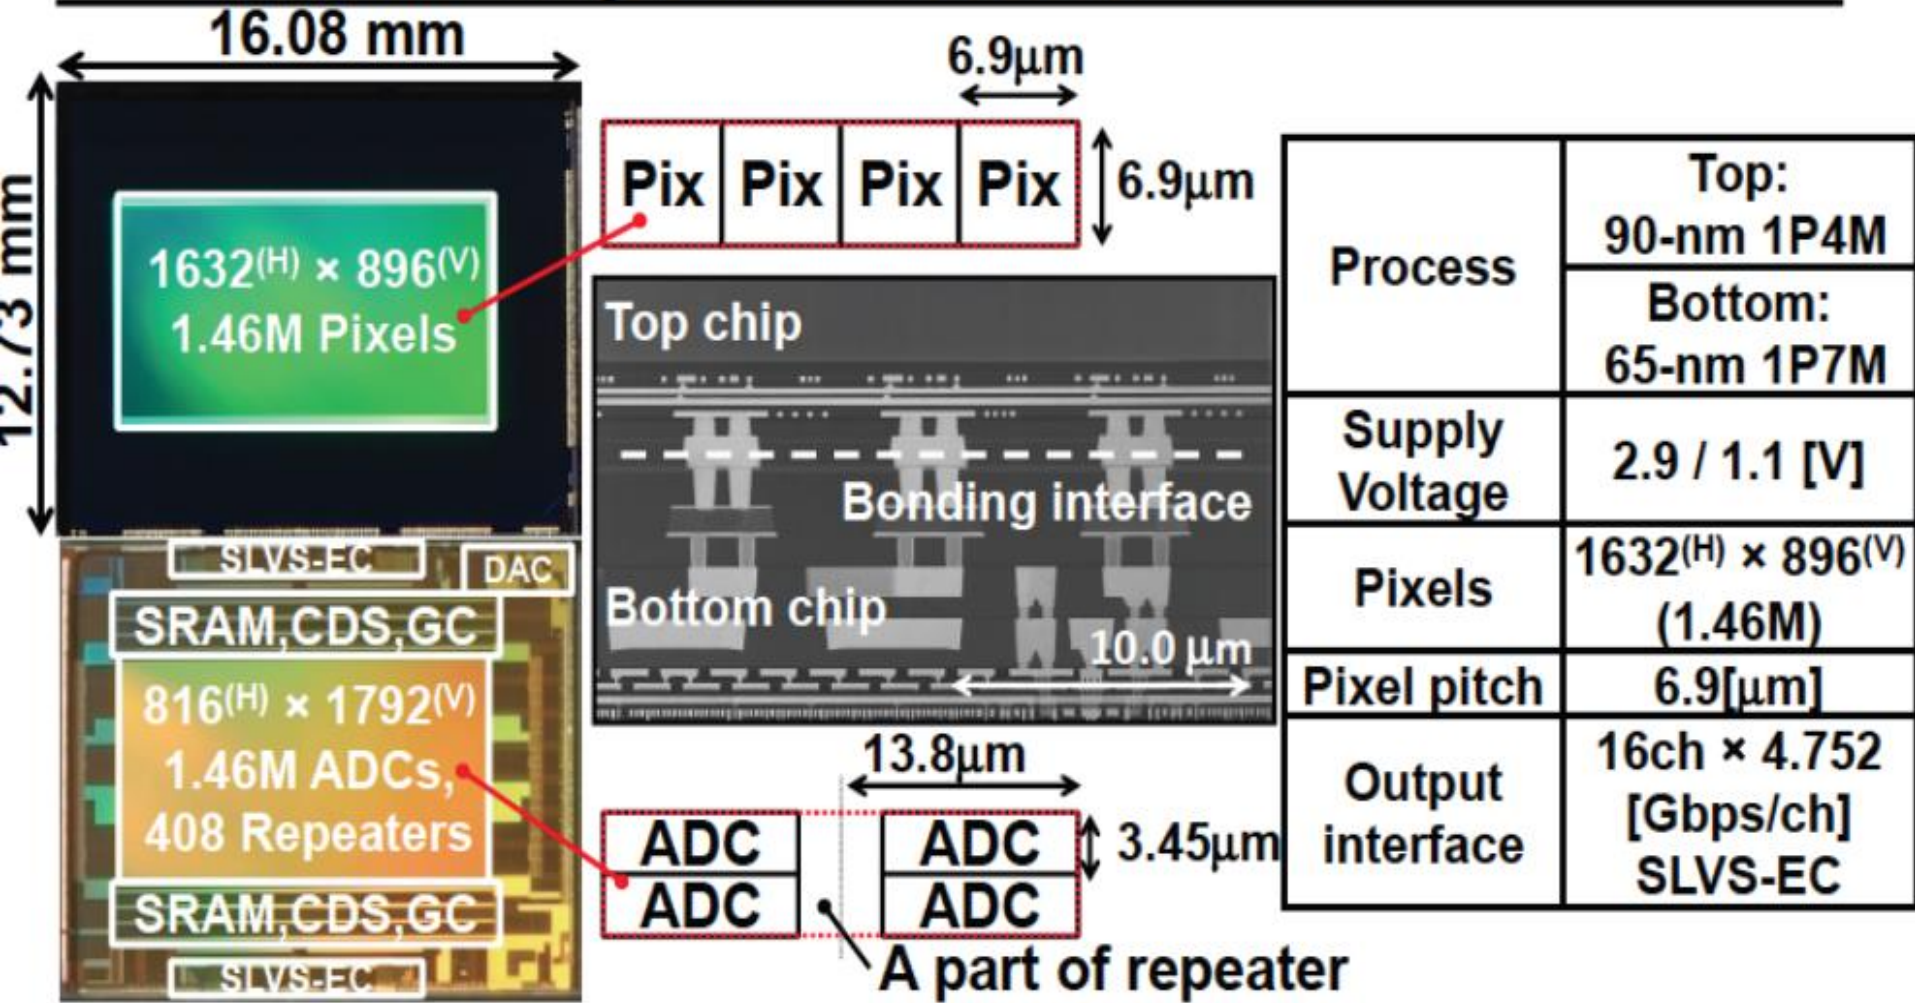 16.08 mm
12.73 mm
1632(H) × 896(V)
1.46M Pixels
SLVS-EC
DAC
SRAM,CDS,GC
816(H) × 1792(V)
1.46M ADCs,
408 Repeaters
SRAM,CDS,GC
SLVS-EC
6.9μm
Pix Pix Pix Pix
6.9μm
Top chip
Bonding interface
Bottom chip
10.0 μm
13.8μm
ADC ADC
3.45μm
ADC ADC
A part of repeater
Process
Top:
90-nm 1P4M
Bottom:
65-nm 1P7M
Supply
Voltage
2.9 / 1.1 [V]
Pixels
1632(H) × 896(V)
(1.46M)
Pixel pitch
6.9[μm]
Output
interface
16ch × 4.752
[Gbps/ch]
SLVS-EC